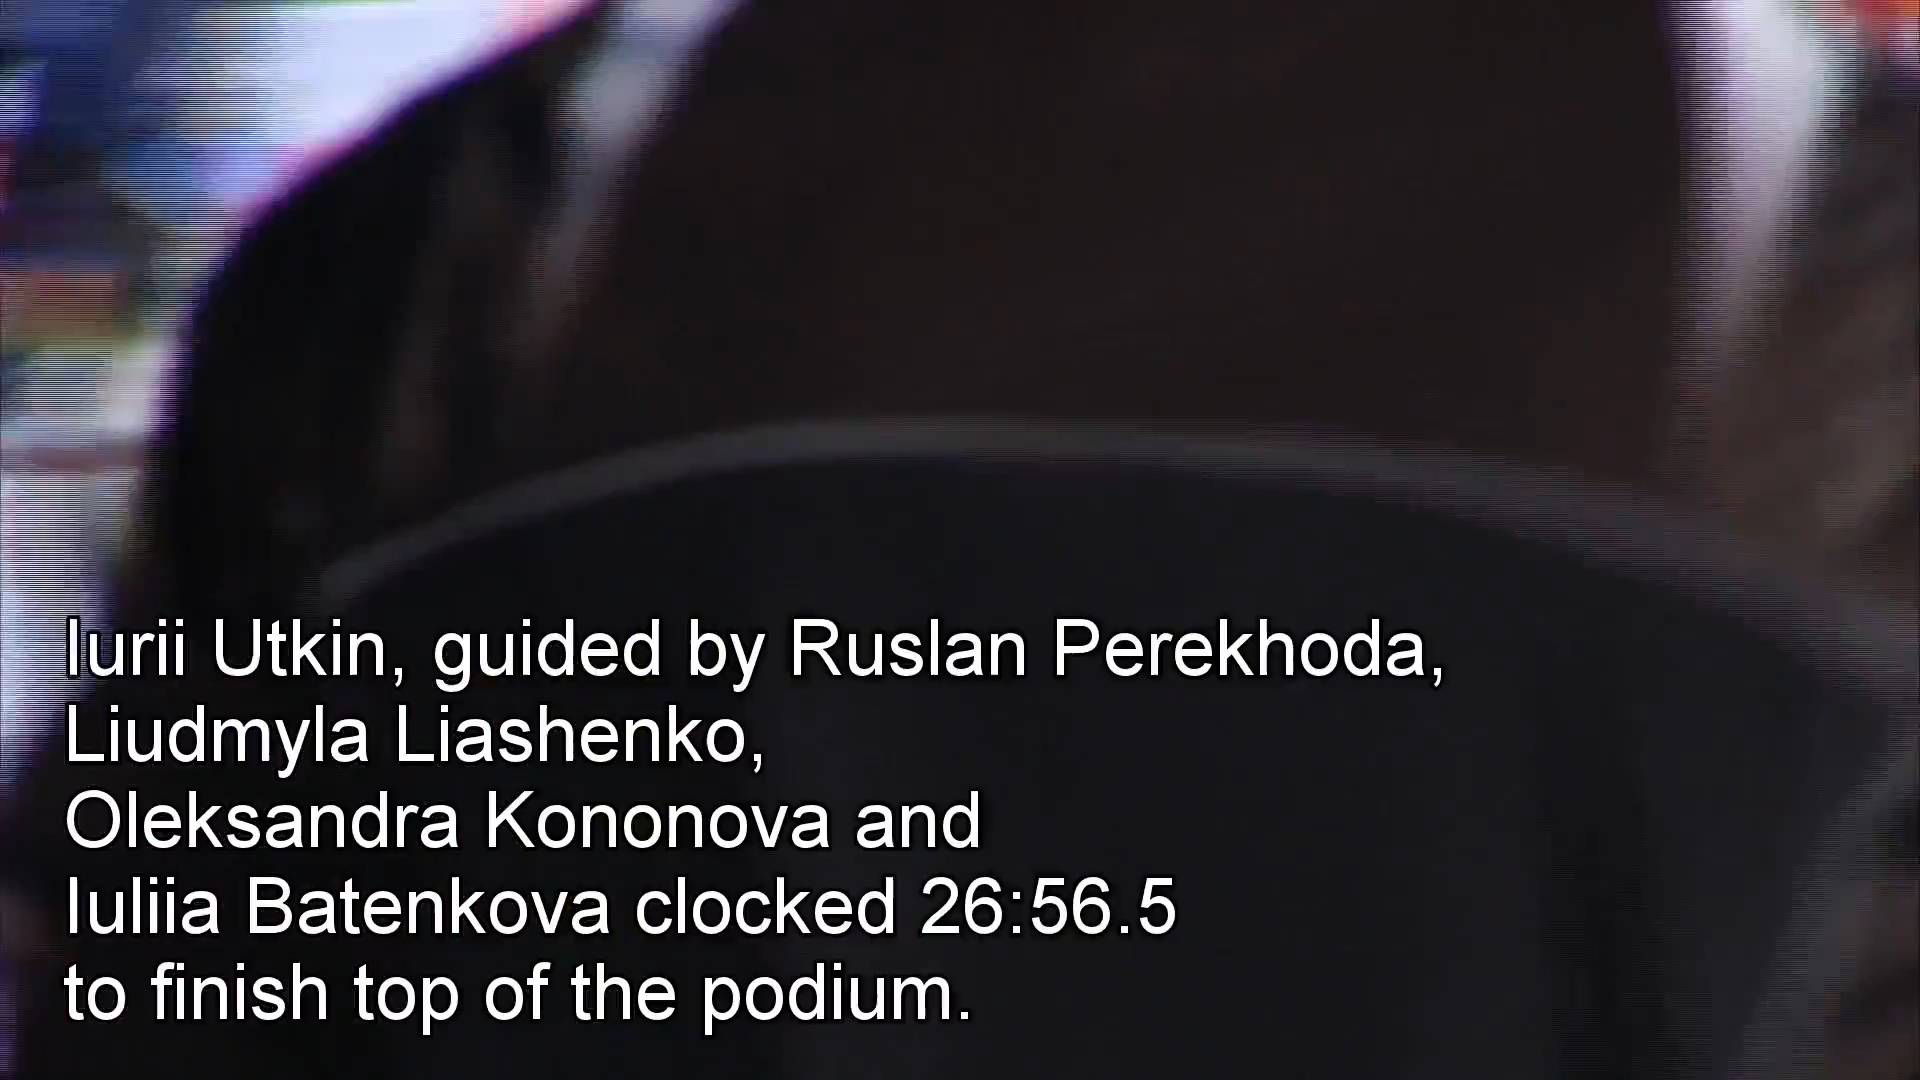 Iurii Utkin, guided by Ruslan Perekhoda,
Liudmyla Liashenko,
Oleksandra Kononova and
Iuliia Batenkova clocked 26:56.5
to finish top of the podium.